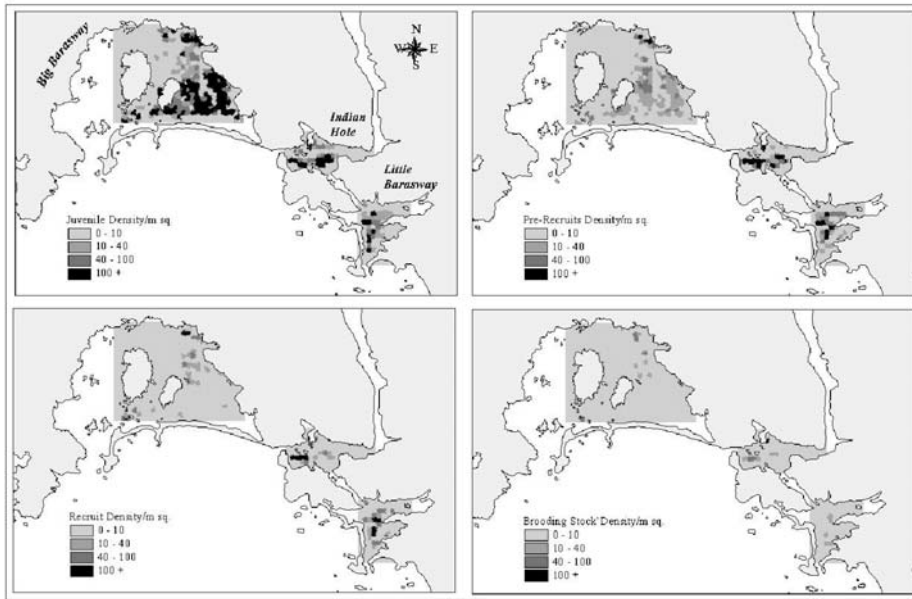 Big Barasway
N
W E
S
Indian
Hole
Little
Barasway
Juvenile Density/m sq.
0 - 10
10 - 40
40 - 100
100 +
Pre-Recruits Density/m sq.
0 - 10
10 - 40
40 - 100
100 +
Recruit Density/m sq.
0 - 10
10 - 40
40 - 100
100 +
Brooding Stock' Density/m sq.
0 - 10
10 - 40
40 - 100
100 +